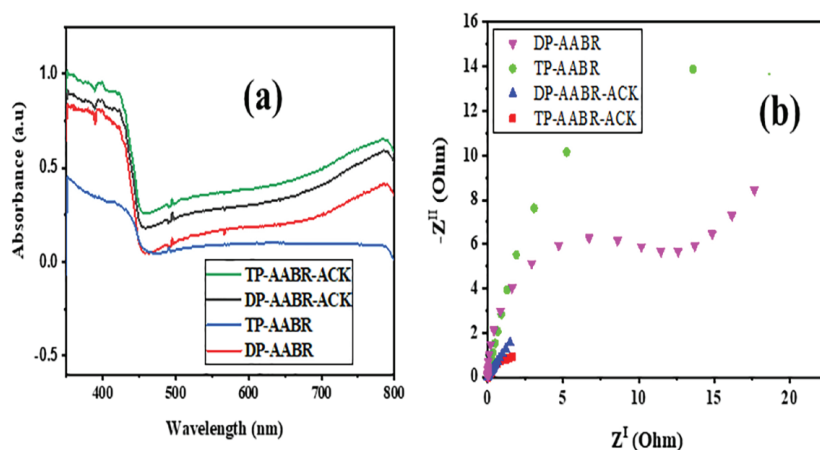 (a)
1.0
0.5
0.0
-0.5
Absorbance (a.u)
TP-AABR-ACK
DP-AABR-ACK
TP-AABR
DP-AABR
400 500 600 700 800
Wavelength (nm)
16
14
12
10
8
6
4
2
0
-Z^II (Ohm)
DP-AABR
TP-AABR
DP-AABR-ACK
TP-AABR-ACK
(b)
0 5 10 15 20
Z^I (Ohm)